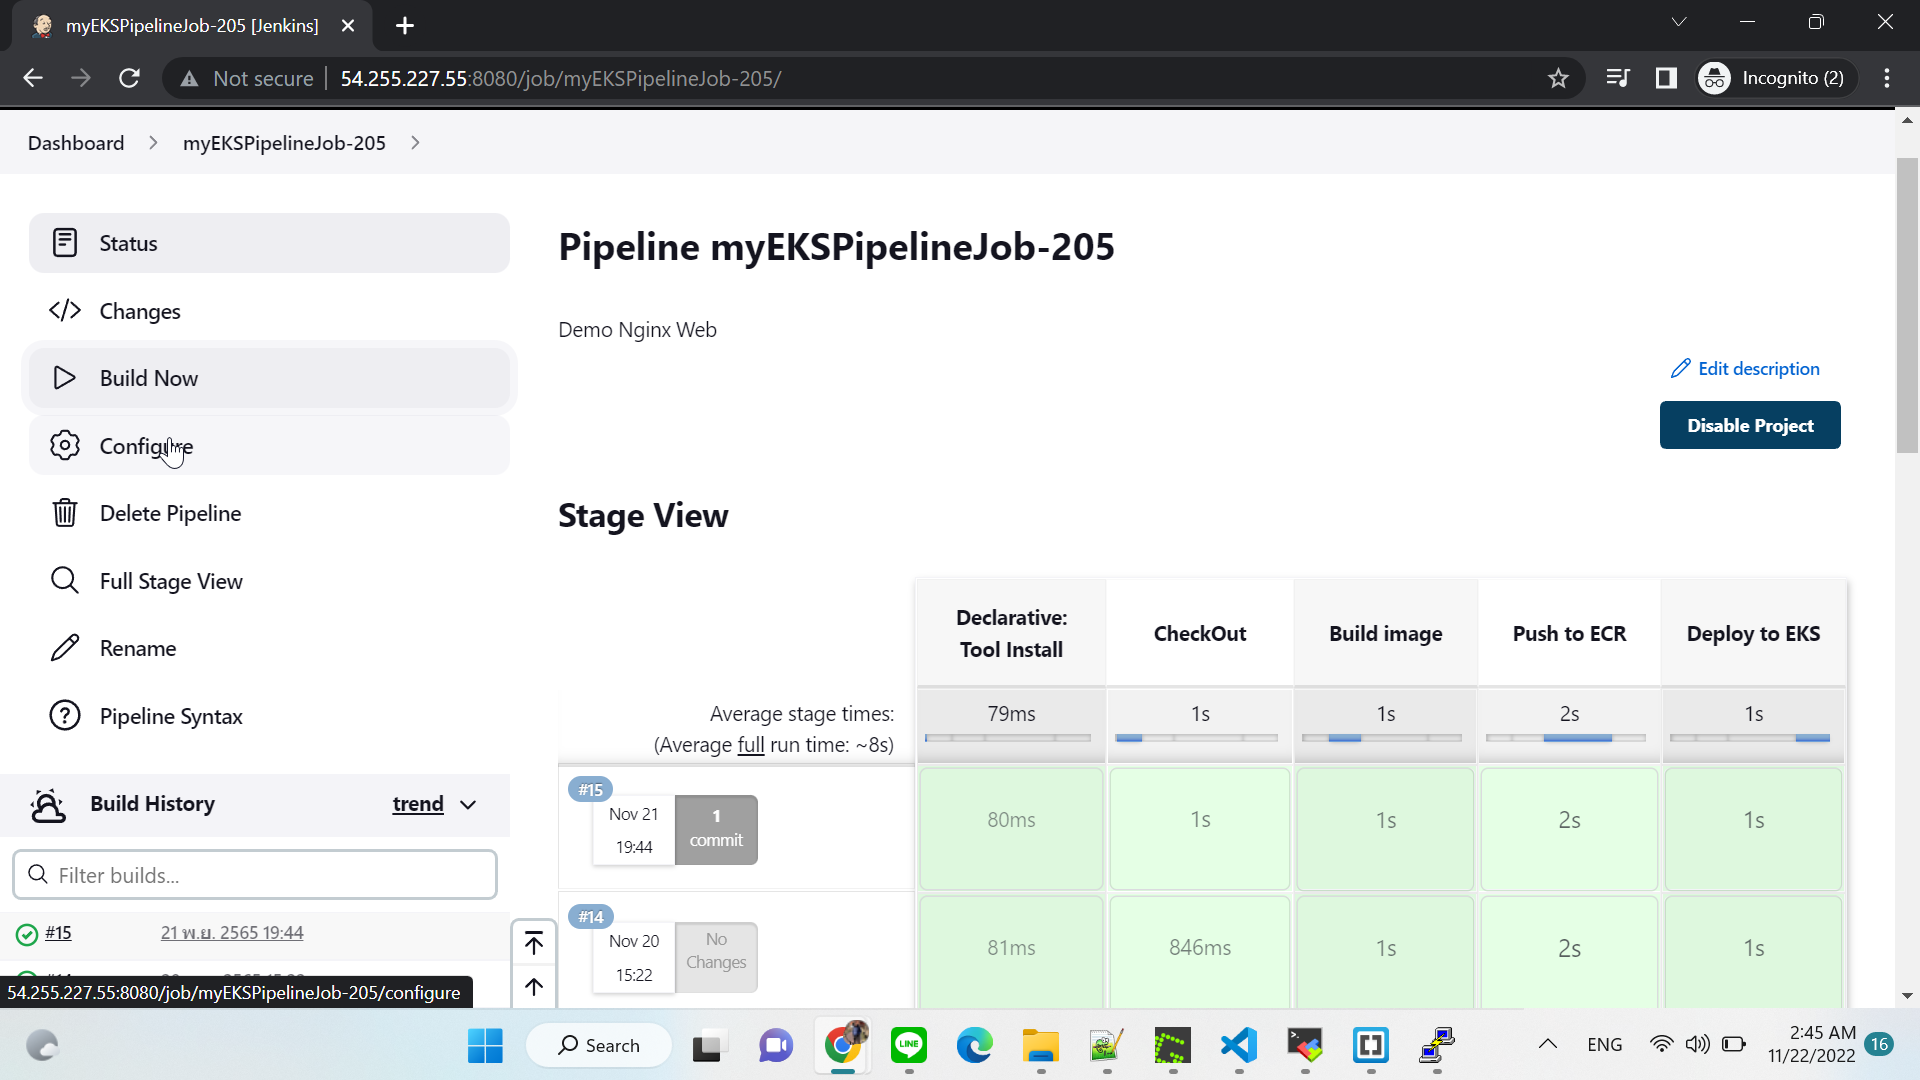 myEKSPipelineJob-205 [Jenkins]
Not secure
54.255.227.55:8080/job/myEKSPipelineJob-205/
Incognito (2)
Dashboard
myEKSPipelineJob-205
Status
Changes
Build Now
Configure
Delete Pipeline
Full Stage View
Rename
Pipeline Syntax
Build History
trend
Filter builds...
#15
21 พ.ย. 2565 19:44
54.255.227.55:8080/job/myEKSPipelineJob-205/configure
Pipeline myEKSPipelineJob-205
Demo Nginx Web
Edit description
Disable Project
Stage View
Declarative:
Tool Install
CheckOut
Build image
Push to ECR
Deploy to EKS
Average stage times:
(Average full run time: ~8s)
79ms
1s
1s
2s
1s
#15
Nov 21
19:44
1
commit
80ms
1s
1s
2s
1s
#14
Nov 20
15:22
No
Changes
81ms
846ms
1s
2s
1s
Search
LINE
ENG
2:45 AM
11/22/2022
16